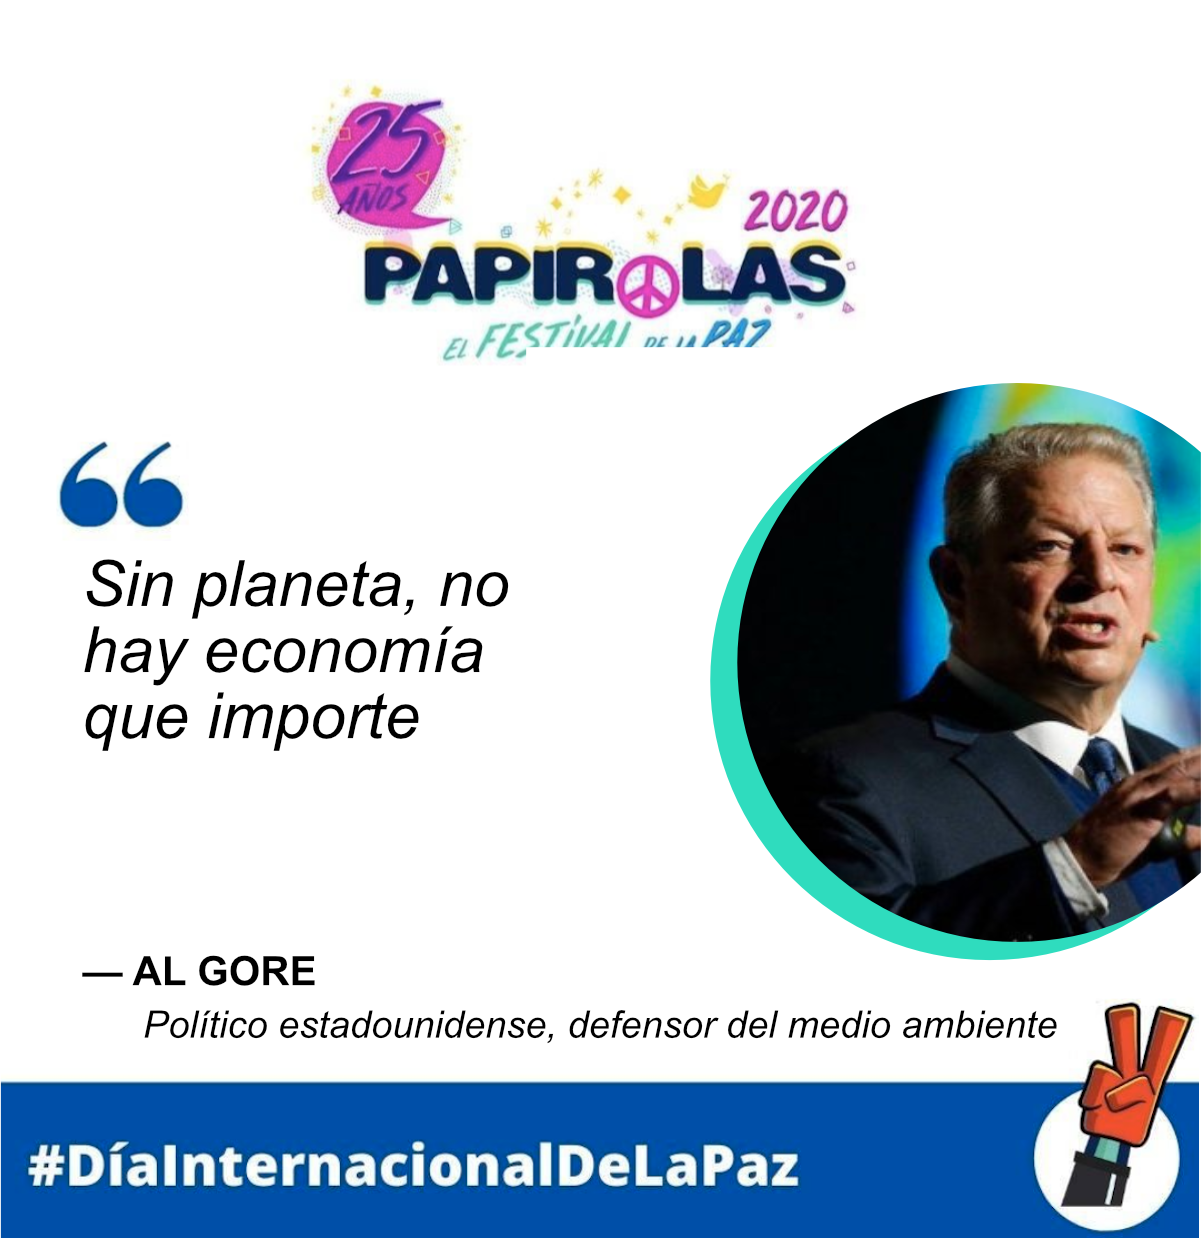 25
AÑOS
2020
PAPIROLAS
EL FESTIVAL DE LA PAZ
“
Sin planeta, no
hay economía
que importe
— AL GORE
Político estadounidense, defensor del medio ambiente
#DíaInternacionalDeLaPaz